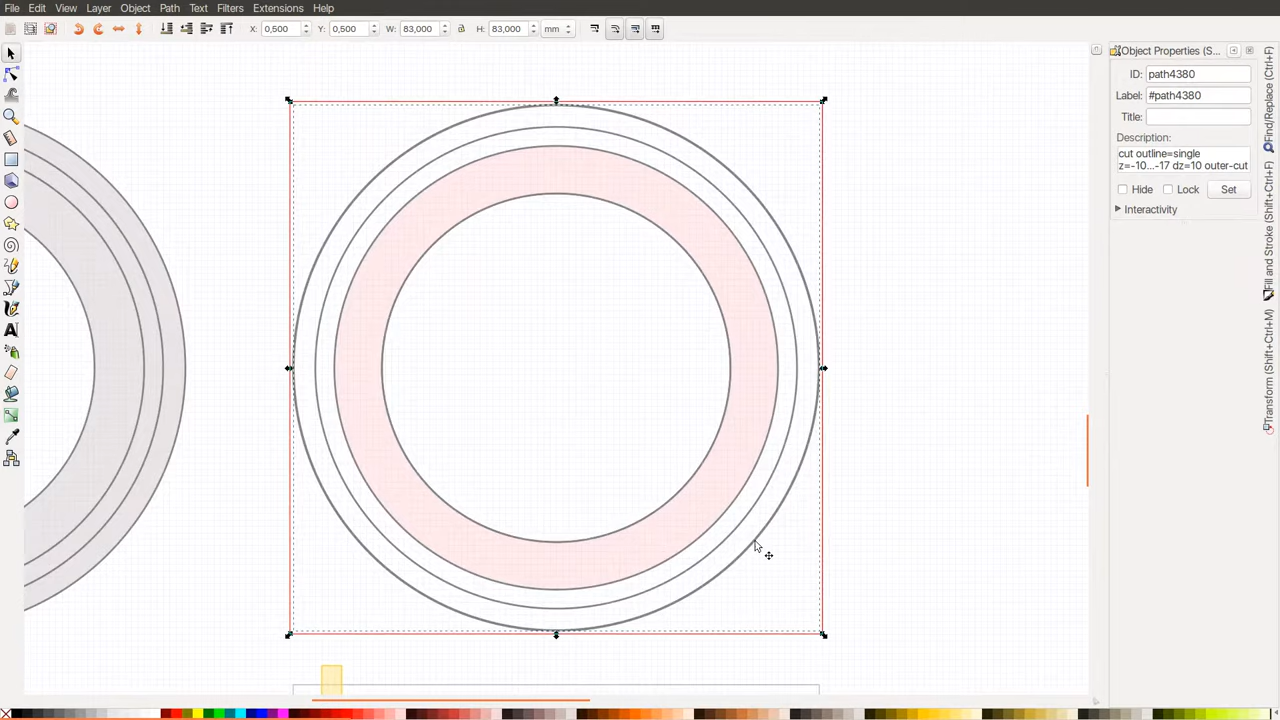 File Edit View Layer Object Path Text Filters Extensions Help
X: 0,500 Y: 0,500 W: 83,000 H: 83,000 mm
Object Properties (S...
ID: path4380
Label: #path4380
Title:
Description:
cut outline=single
z=-10...-17 dz=10 outer-cut
Hide Lock Set
Interactivity
Find/Replace (Ctrl+F)
Fill and Stroke (Shift+Ctrl+F)
Transform (Shift+Ctrl+M)